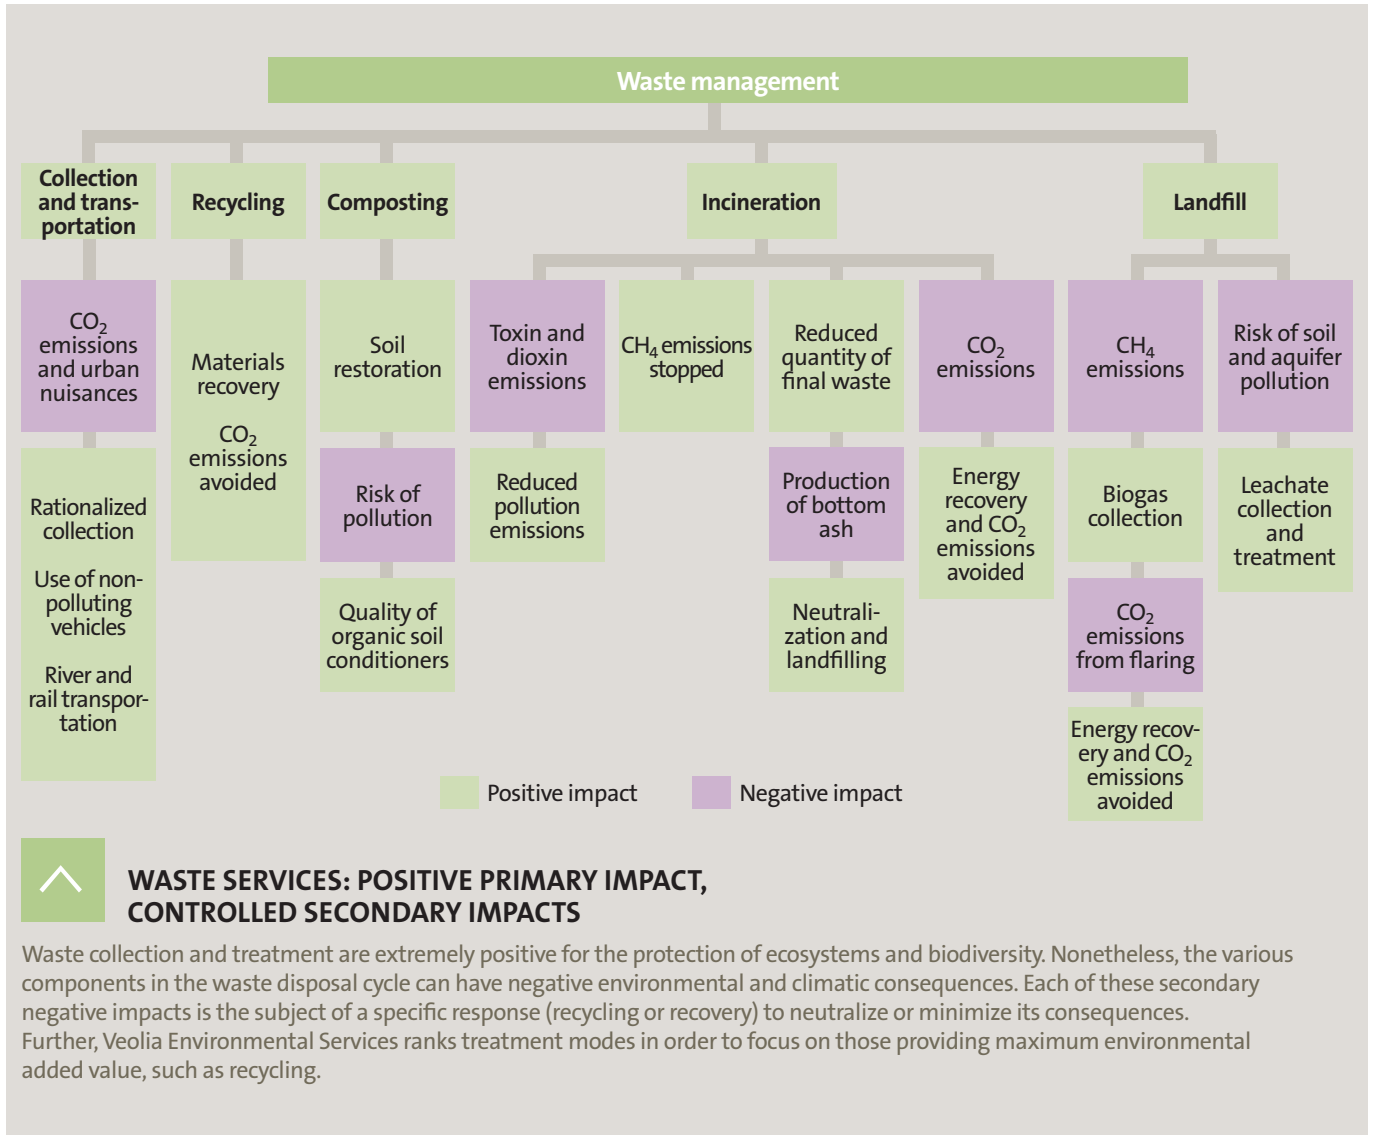 Waste management
Collection
and trans-
portation
Recycling
Composting
Incineration
Landfill
CO₂
emissions
and urban
nuisances
Rationalized
collection
Use of non-
polluting
vehicles
River and
rail transpor-
tation
Materials
recovery
CO₂
emissions
avoided
Soil
restoration
Risk of
pollution
Quality of
organic soil
conditioners
Toxin and
dioxin
emissions
Reduced
pollution
emissions
CH₄ emissions
stopped
Reduced
quantity of
final waste
Production
of bottom
ash
Neutrali-
zation and
landfilling
CO₂
emissions
Energy
recovery
and CO₂
emissions
avoided
CH₄
emissions
Biogas
collection
CO₂
emissions
from flaring
Energy recov-
ery and CO₂
emissions
avoided
Risk of soil
and aquifer
pollution
Leachate
collection
and
treatment
Positive impact
Negative impact
WASTE SERVICES: POSITIVE PRIMARY IMPACT,
CONTROLLED SECONDARY IMPACTS
Waste collection and treatment are extremely positive for the protection of ecosystems and biodiversity. Nonetheless, the various
components in the waste disposal cycle can have negative environmental and climatic consequences. Each of these secondary
negative impacts is the subject of a specific response (recycling or recovery) to neutralize or minimize its consequences.
Further, Veolia Environmental Services ranks treatment modes in order to focus on those providing maximum environmental
added value, such as recycling.